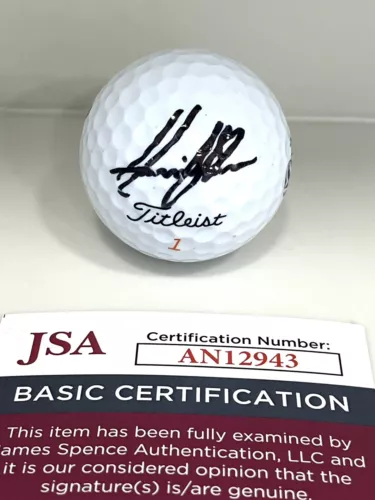 Titleist
1
JSA
Certification Number:
AN12943
BASIC CERTIFICATION
This item has been fully examined by
James Spence Authentication, LLC and
it is our considered opinion that the
signature(s) is/are genuine.